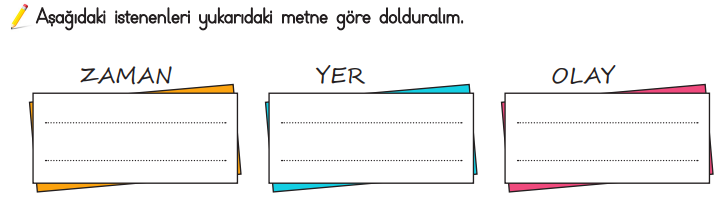 Aşağıdaki istenenleri yukarıdaki metne göre dolduralım.
ZAMAN
YER
OLAY